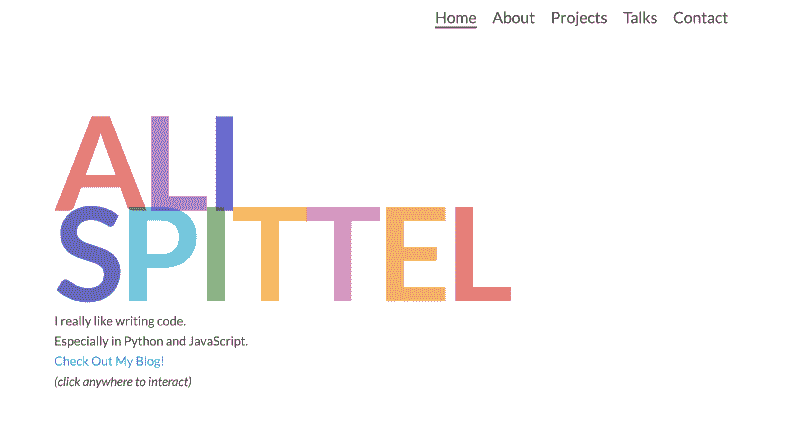 Home About Projects Talks Contact
ALI
SPITTEL
I really like writing code.
Especially in Python and JavaScript.
Check Out My Blog!
(click anywhere to interact)